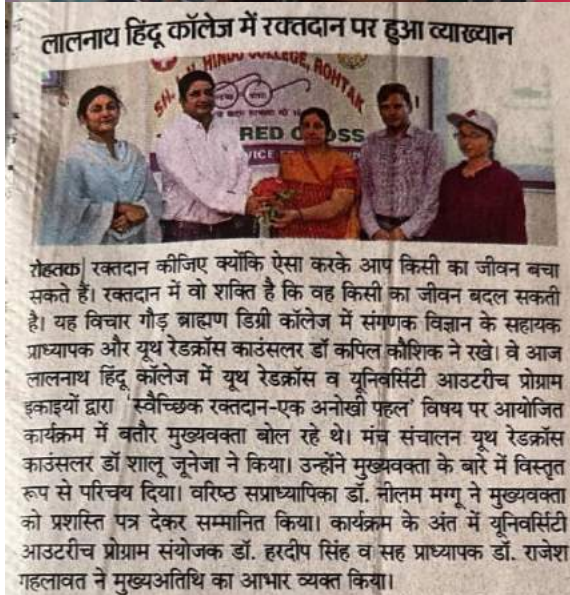 लालनाथ हिंदू कॉलेज में रक्तदान पर हुआ व्याख्यान
HINDU COLLEGE, ROHTAK
RED CROSS
रोहतक| रक्तदान कीजिए क्योंकि ऐसा करके आप किसी का जीवन बचा
सकते हैं। रक्तदान में वो शक्ति है कि वह किसी का जीवन बदल सकती
है। यह विचार गौड़ ब्राह्मण डिग्री कॉलेज में संगणक विज्ञान के सहायक
प्राध्यापक और यूथ रेडक्रॉस काउंसलर डॉ कपिल कौशिक ने रखे। वे आज
लालनाथ हिंदू कॉलेज में यूथ रेडक्रॉस व यूनिवर्सिटी आउटरीच प्रोग्राम
इकाइयों द्वारा 'स्वैच्छिक रक्तदान-एक अनोखी पहल' विषय पर आयोजित
कार्यक्रम में बतौर मुख्यवक्ता बोल रहे थे। मंच संचालन यूथ रेडक्रॉस
काउंसलर डॉ शालू जूनेजा ने किया। उन्होंने मुख्यवक्ता के बारे में विस्तृत
रूप से परिचय दिया। वरिष्ठ सप्राध्यापिका डॉ. नीलम मग्गू ने मुख्यवक्ता
को प्रशस्ति पत्र देकर सम्मानित किया। कार्यक्रम के अंत में यूनिवर्सिटी
आउटरीच प्रोग्राम संयोजक डॉ. हरदीप सिंह व सह प्राध्यापक डॉ. राजेश
गहलावत ने मुख्यअतिथि का आभार व्यक्त किया।